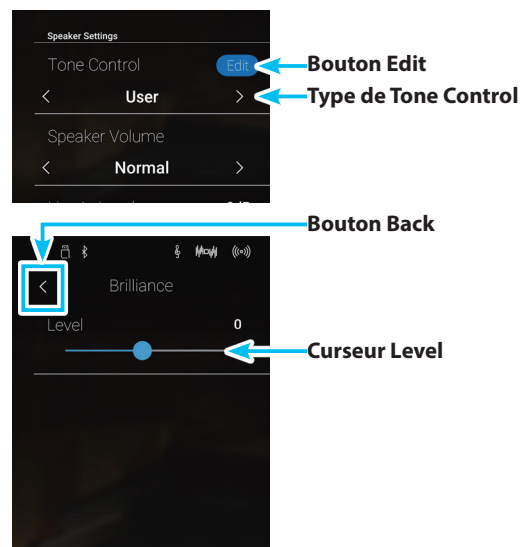 Speaker Settings
Tone Control
Edit
Bouton Edit
< User >
Type de Tone Control
Speaker Volume
< Normal >
Bouton Back
< Brilliance
Level 0
Curseur Level